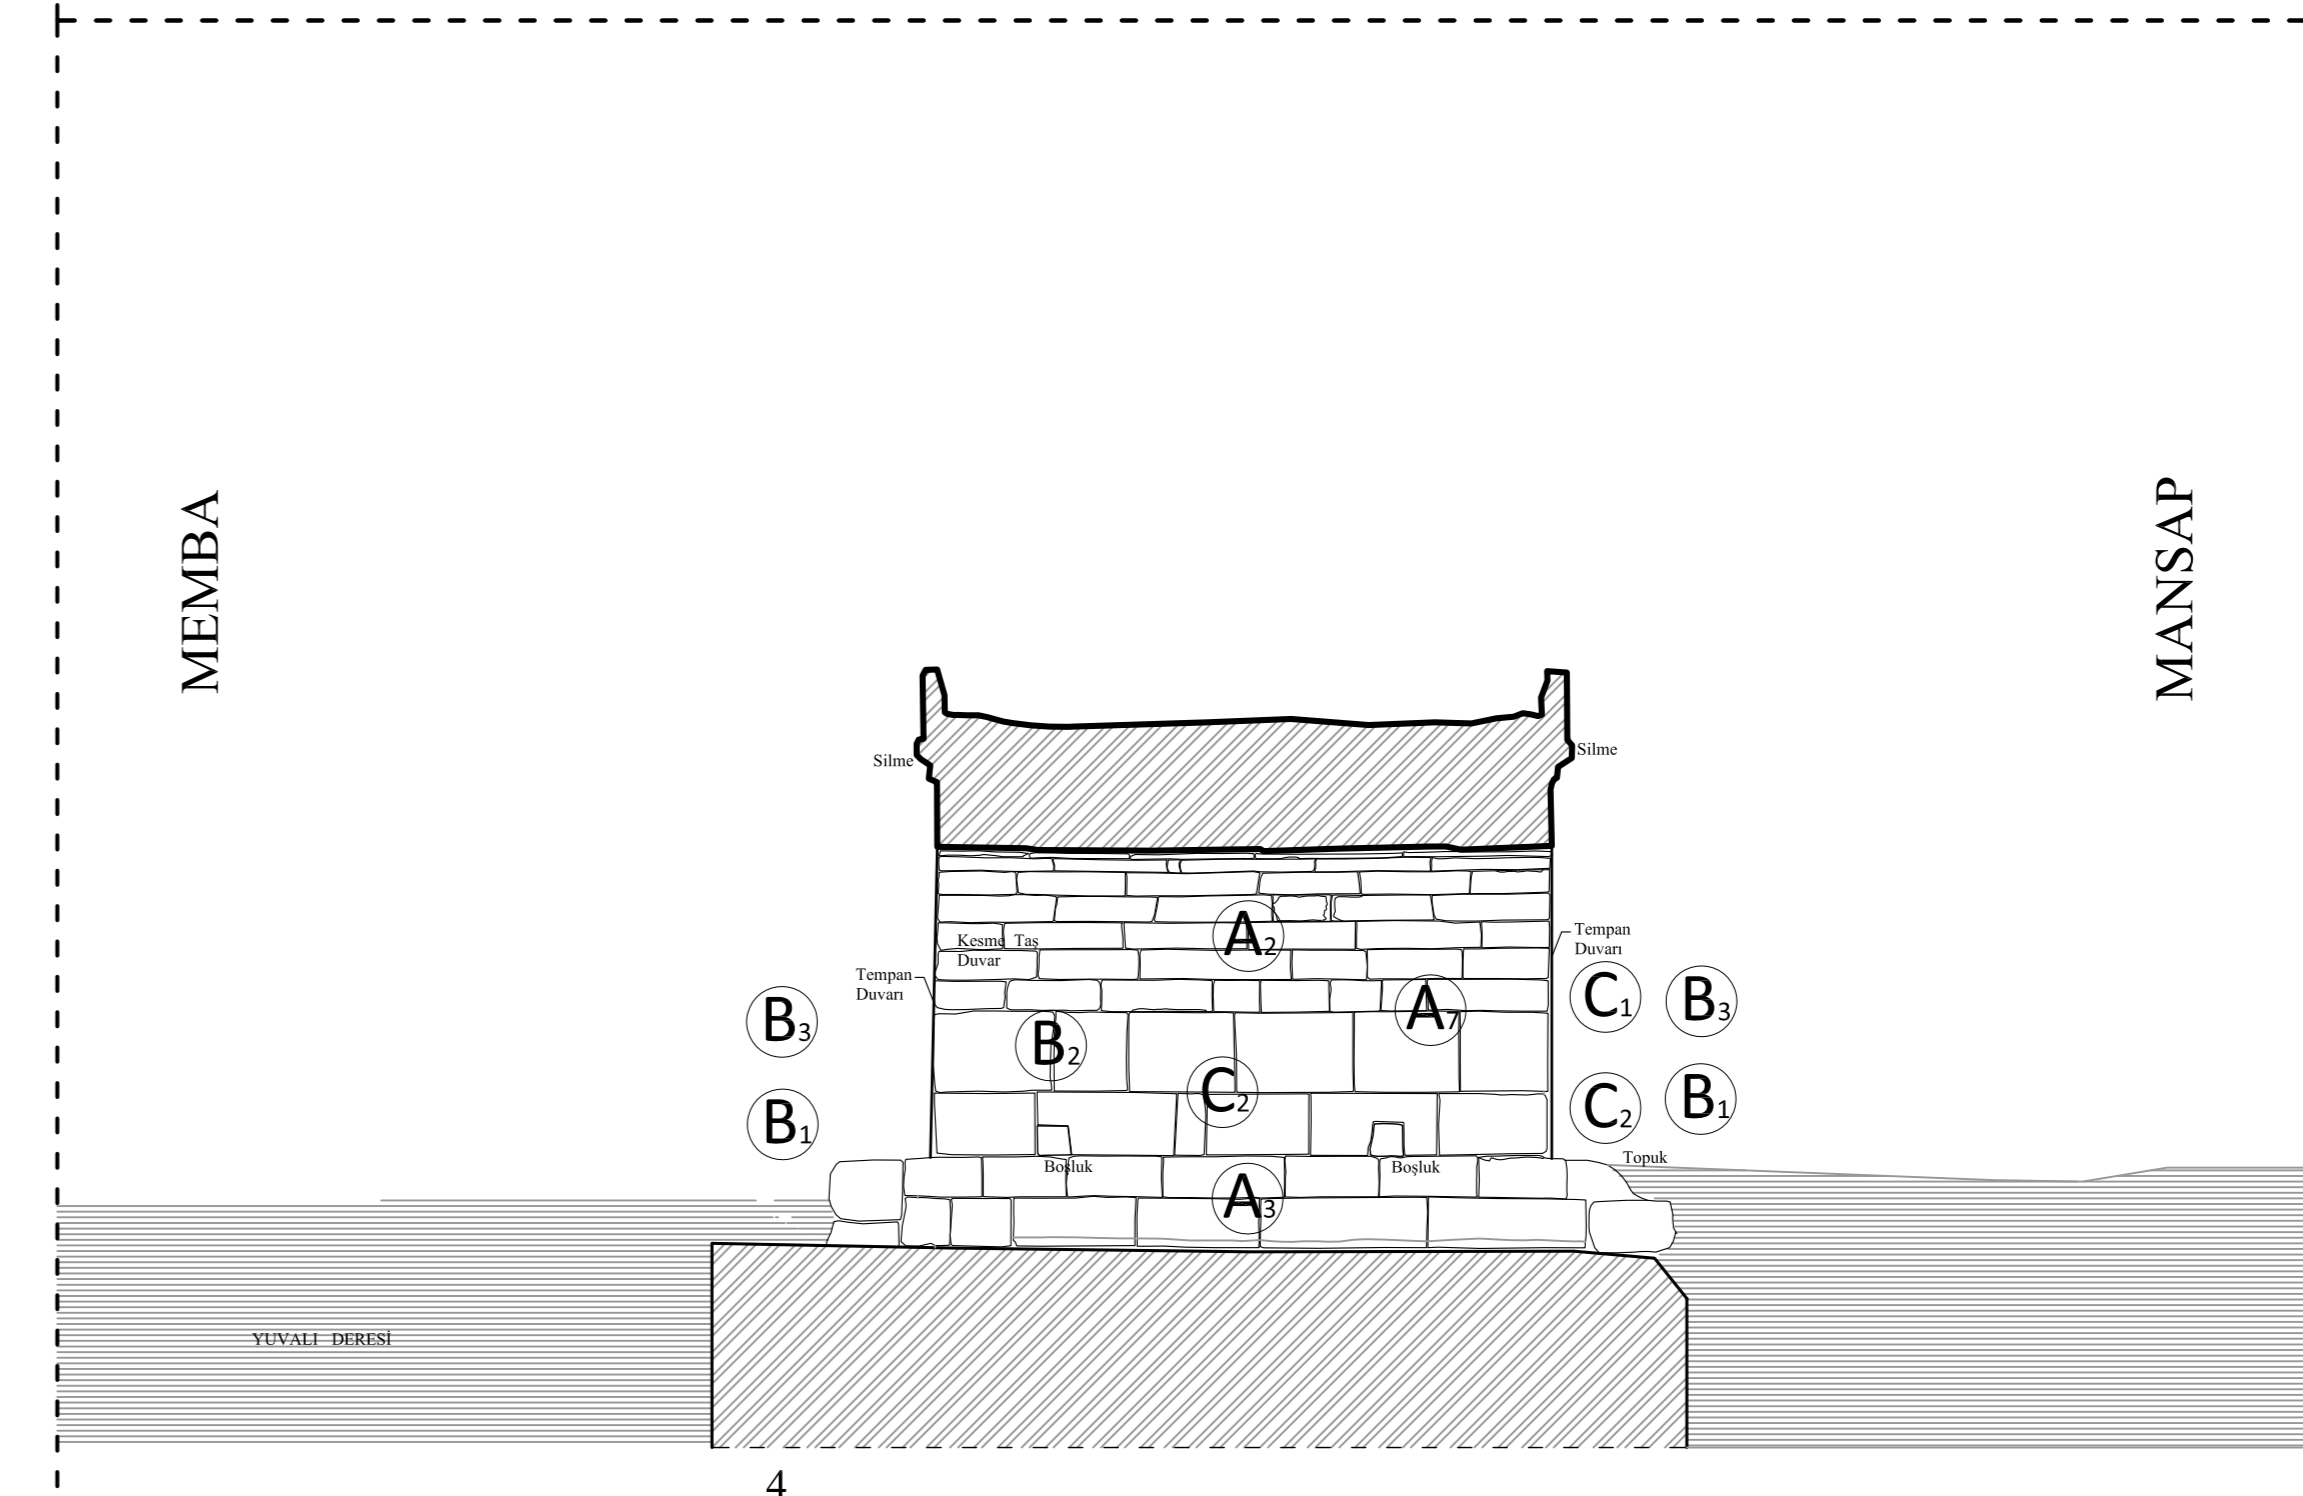 MEMBA
MANSAP
Silme
Silme
A2
Kesme Taş
Duvar
Tempan
Duvarı
Tempan
Duvarı
B3
A7
C1
B3
B2
C2
C2
B1
B1
Boşluk
Boşluk
Topuk
A3
YUVALI DERESİ
4